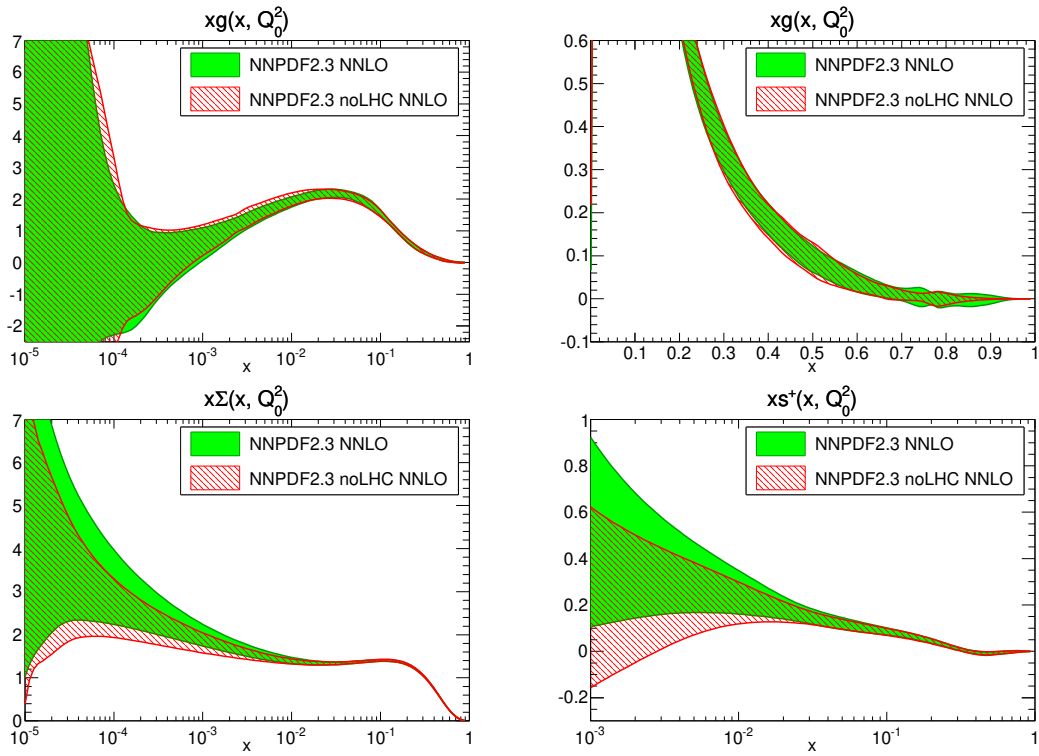 xg(x, Q₀²)
7
6
5
4
3
2
1
0
-1
-2
NNPDF2.3 NNLO
NNPDF2.3 noLHC NNLO
10⁻⁵ 10⁻⁴ 10⁻³ 10⁻² 10⁻¹ 1
x
xg(x, Q₀²)
0.6
0.5
0.4
0.3
0.2
0.1
0
-0.1
NNPDF2.3 NNLO
NNPDF2.3 noLHC NNLO
0.1 0.2 0.3 0.4 0.5 0.6 0.7 0.8 0.9 1
x
xΣ(x, Q₀²)
7
6
5
4
3
2
1
0
NNPDF2.3 NNLO
NNPDF2.3 noLHC NNLO
10⁻⁵ 10⁻⁴ 10⁻³ 10⁻² 10⁻¹ 1
x
xs⁺(x, Q₀²)
1
0.8
0.6
0.4
0.2
0
-0.2
NNPDF2.3 NNLO
NNPDF2.3 noLHC NNLO
10⁻³ 10⁻² 10⁻¹ 1
x